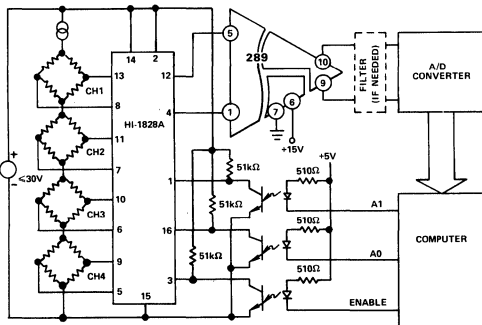 14 2
13
CH1
8
HI-1828A
12
4
5
1
289
10
9
7
6
+15V
FILTER
(IF NEEDED)
A/D
CONVERTER
11
CH2
7
+
≤30V
-
10
CH3
6
9
CH4
5
15
1
16
3
51kΩ
51kΩ
51kΩ
+5V
510Ω
510Ω
510Ω
A1
A0
ENABLE
COMPUTER